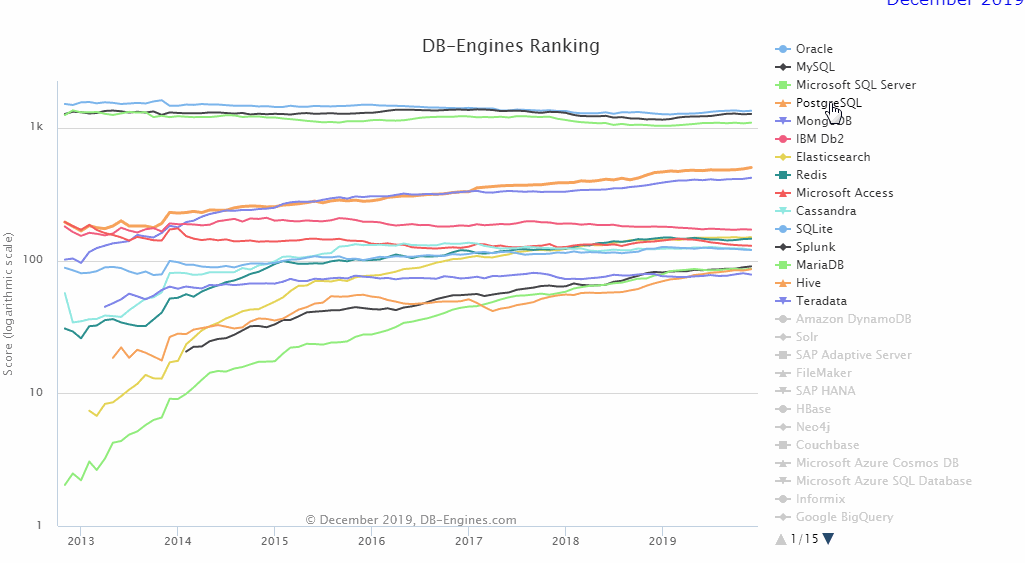 December 2019
DB-Engines Ranking
Oracle
MySQL
Microsoft SQL Server
PostgreSQL
MongoDB
IBM Db2
Elasticsearch
Redis
Microsoft Access
Cassandra
SQLite
Splunk
MariaDB
Hive
Teradata
Amazon DynamoDB
Solr
SAP Adaptive Server
FileMaker
SAP HANA
HBase
Neo4j
Couchbase
Microsoft Azure Cosmos DB
Microsoft Azure SQL Database
Informix
Google BigQuery
1/15
Score (logarithmic scale)
1k
100
10
1
© December 2019, DB-Engines.com
2013 2014 2015 2016 2017 2018 2019